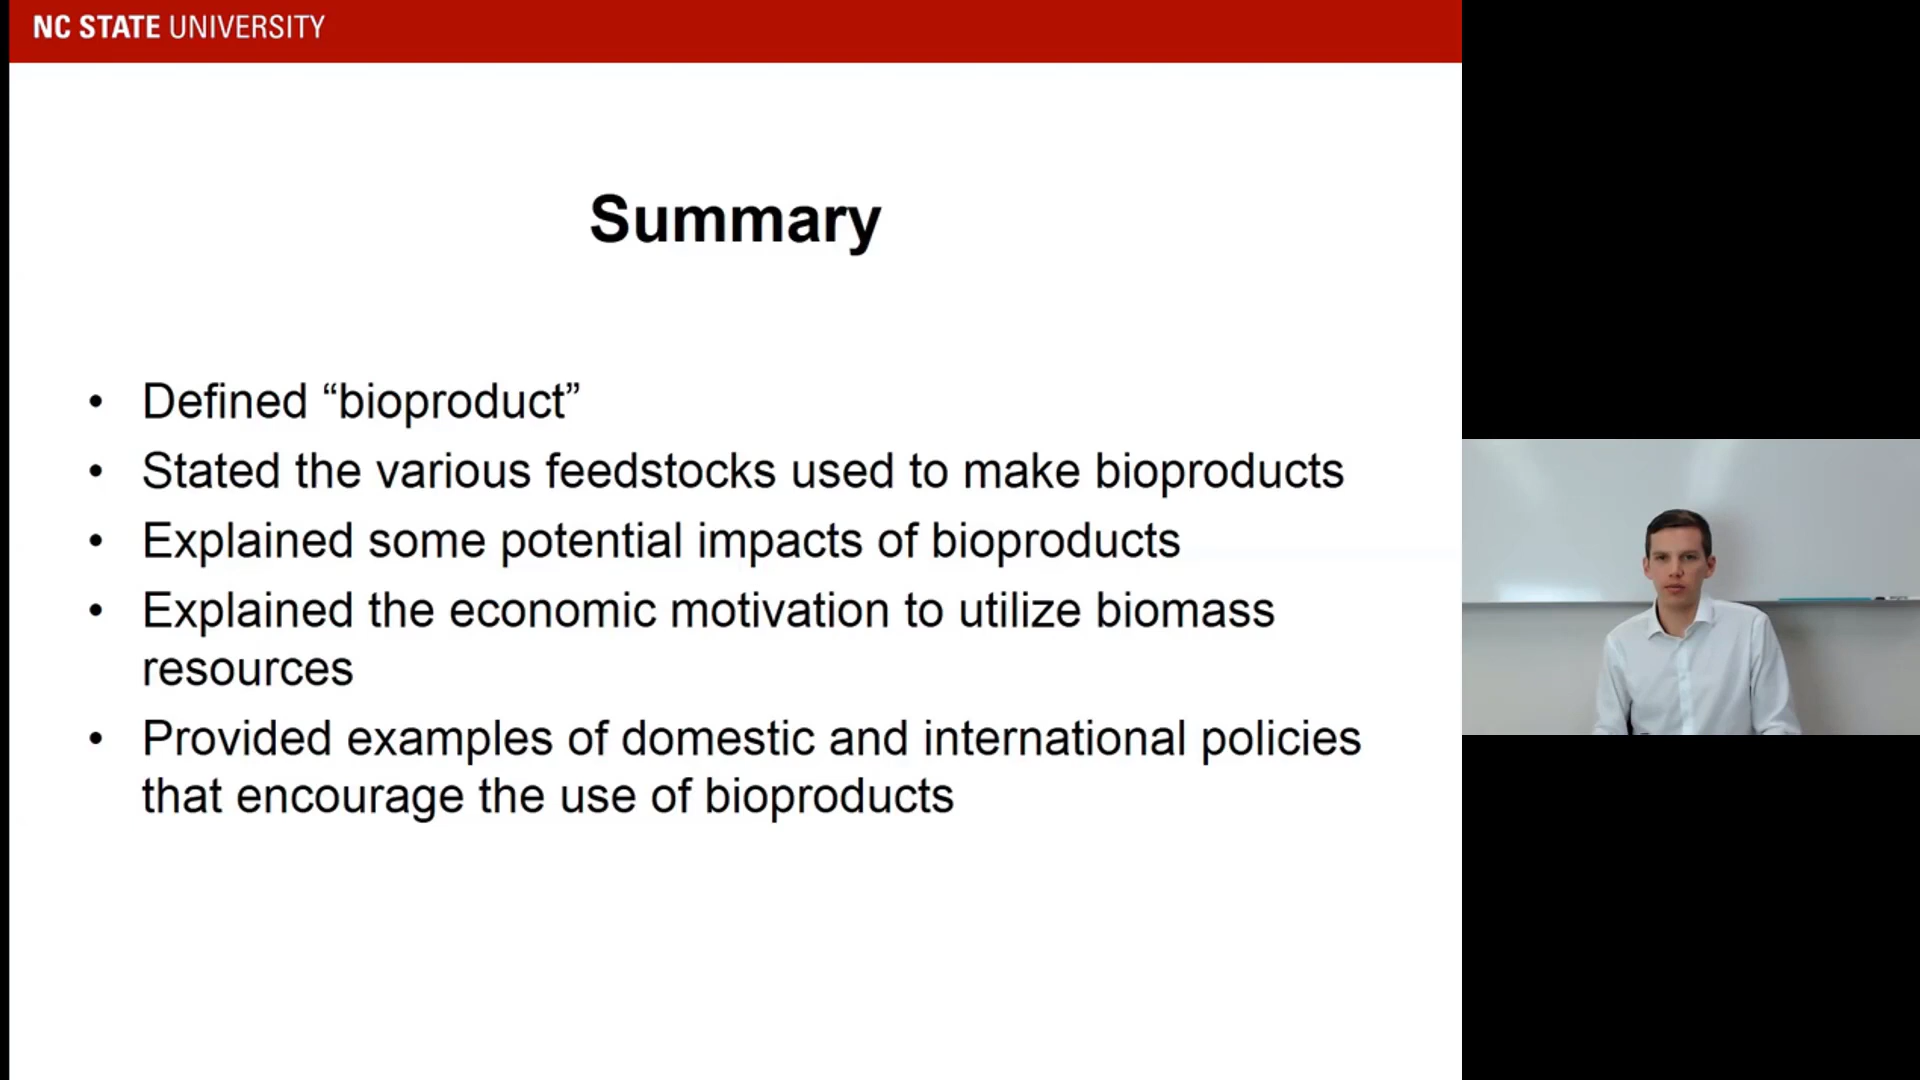 NC STATE UNIVERSITY
Summary
• Defined “bioproduct”
• Stated the various feedstocks used to make bioproducts
• Explained some potential impacts of bioproducts
• Explained the economic motivation to utilize biomass
resources
• Provided examples of domestic and international policies
that encourage the use of bioproducts